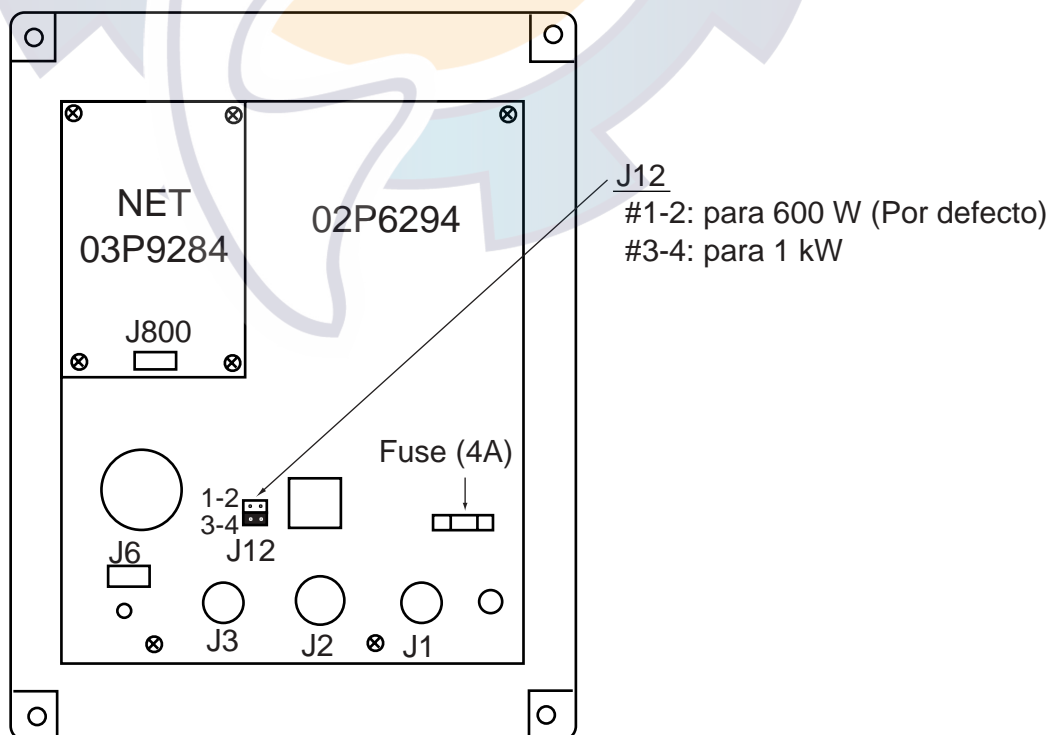 NET
03P9284
02P6294
J12
#1-2: para 600 W (Por defecto)
#3-4: para 1 kW
J800
Fuse (4A)
1-2
3-4
J12
J6
J3
J2
J1